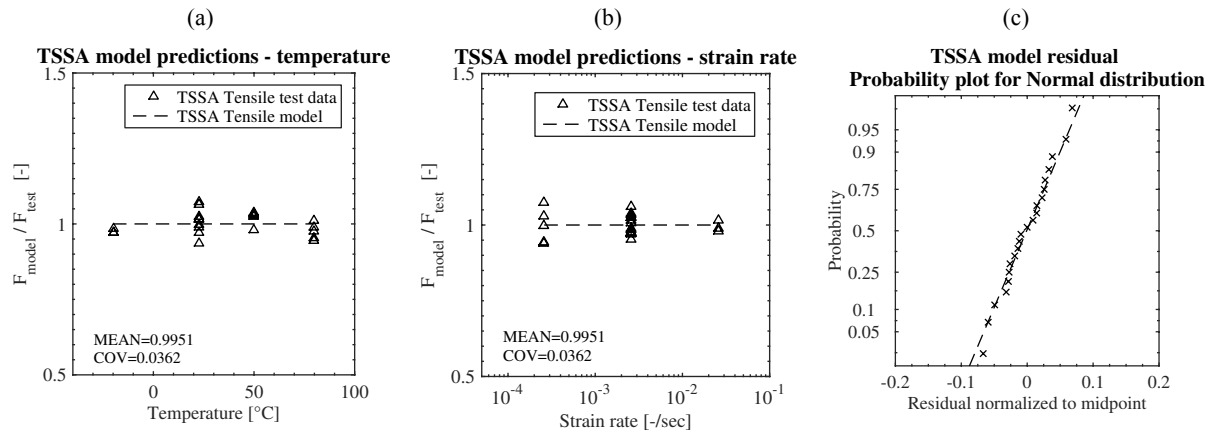 (a)
TSSA model predictions - temperature
1.5
1
0.5
F_model / F_test [-]
TSSA Tensile test data
TSSA Tensile model
MEAN=0.9951
COV=0.0362
0 50 100
Temperature [°C]
(b)
TSSA model predictions - strain rate
1.5
1
0.5
F_model / F_test [-]
TSSA Tensile test data
TSSA Tensile model
MEAN=0.9951
COV=0.0362
10^-4 10^-3 10^-2 10^-1
Strain rate [-/sec]
(c)
TSSA model residual
Probability plot for Normal distribution
0.95
0.9
0.75
0.5
0.25
0.1
0.05
Probability
-0.2 -0.1 0 0.1 0.2
Residual normalized to midpoint